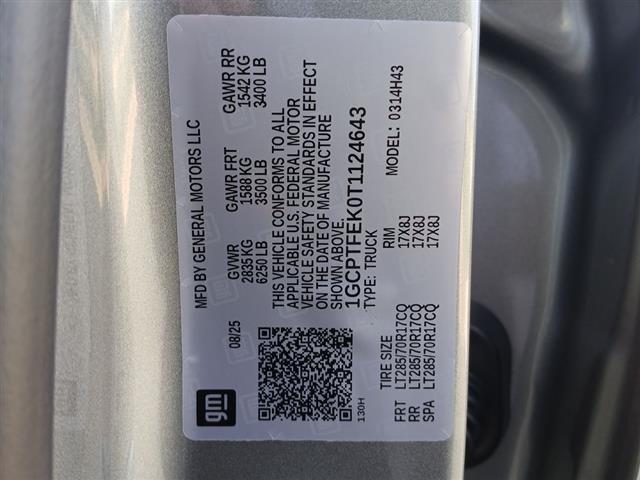 gm
08/25
MFD BY GENERAL MOTORS LLC
GVWR GAWR FRT GAWR RR
2835 KG 1588 KG 1542 KG
6250 LB 3500 LB 3400 LB
THIS VEHICLE CONFORMS TO ALL
APPLICABLE U.S. FEDERAL MOTOR
VEHICLE SAFETY STANDARDS IN EFFECT
ON THE DATE OF MANUFACTURE
SHOWN ABOVE.
1GCPTFEK0T1124643
TYPE: TRUCK
130H
MODEL: 0314H43
TIRE SIZE RIM
FRT LT285/70R17CQ 17X8J
RR LT285/70R17CQ 17X8J
SPA LT285/70R17CQ 17X8J